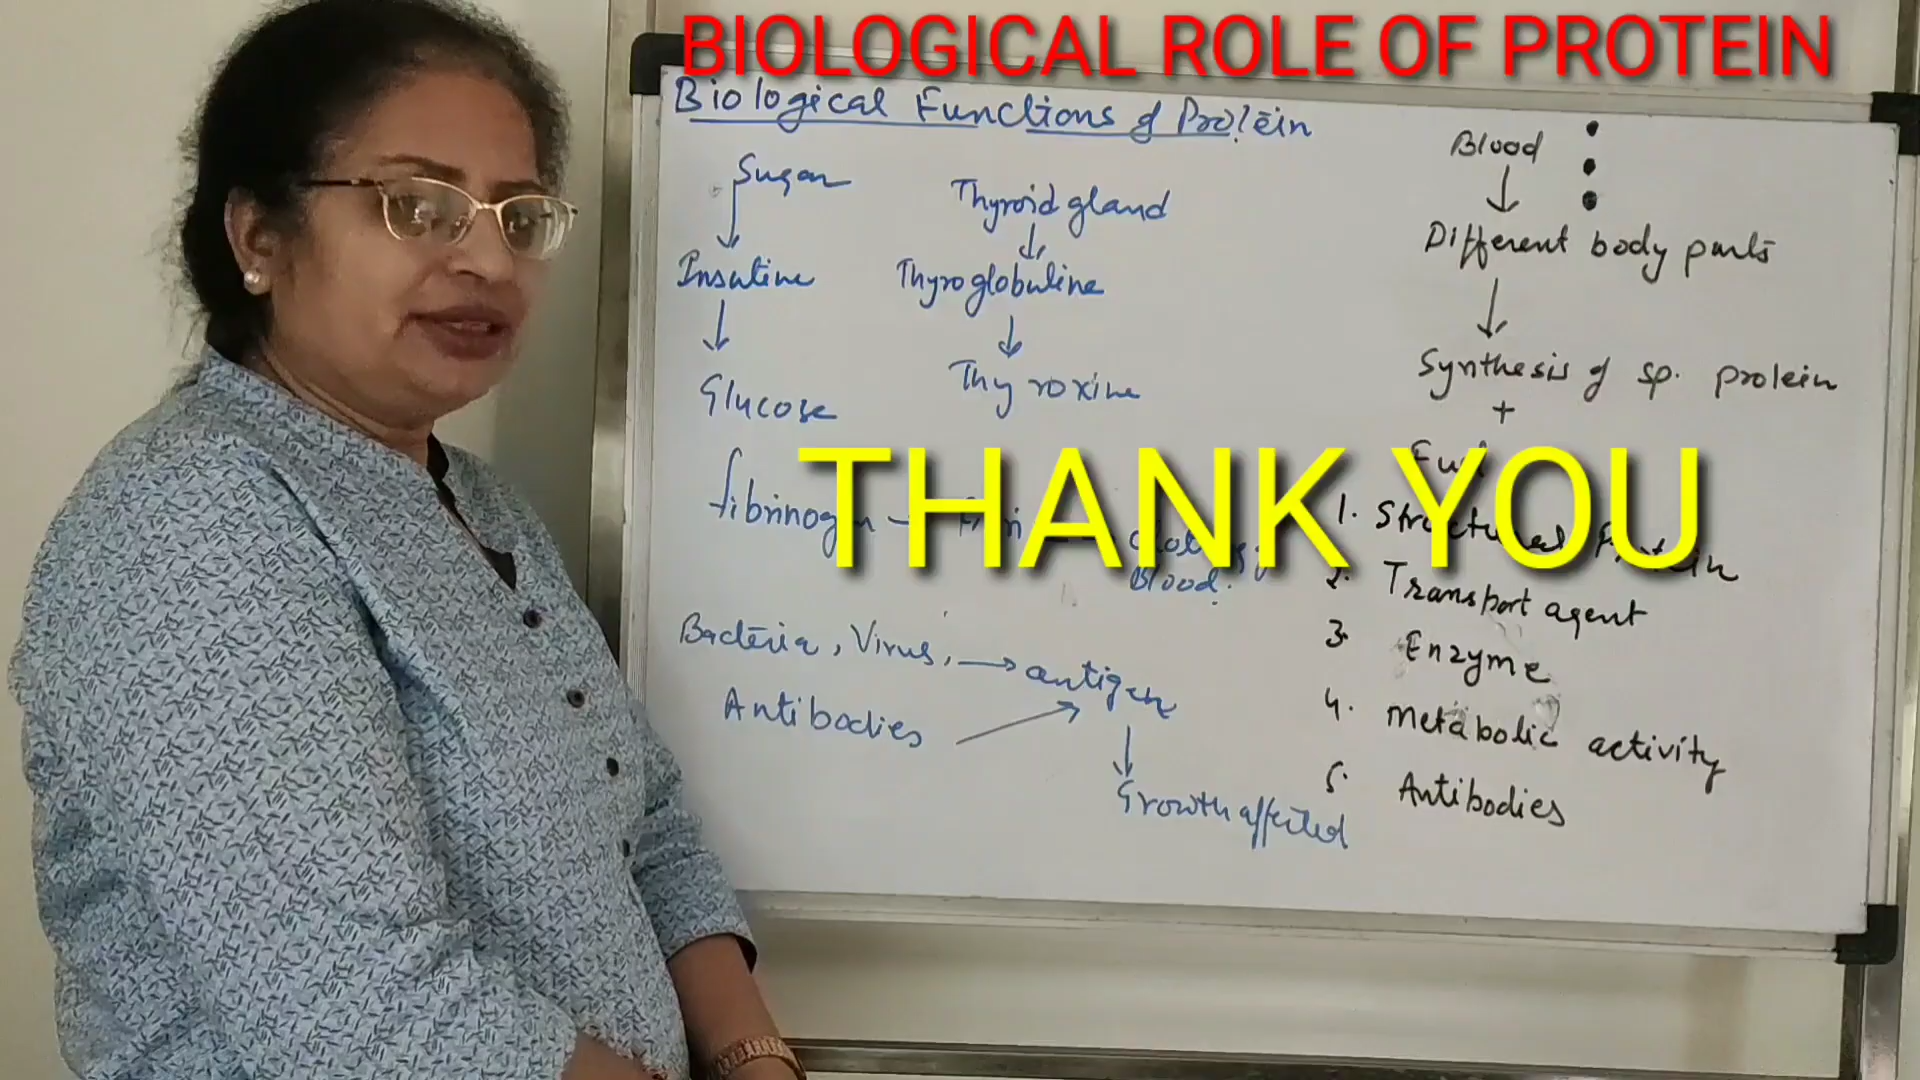 BIOLOGICAL ROLE OF PROTEIN
Biological Functions of Protein
Sugar
Insuline
Glucose
Thyroid gland
Thyroglobuline
Thyroxine
fibrinogen
Blood.
THANK YOU
Bacteria, Virus, → antigen
Antibodies
Growth affected
Blood
Different body parts
Synthesis of sp. protein
+
1. Structural Protein
2. Transport agent
3. Enzyme
4. Metabolic activity
5. Antibodies